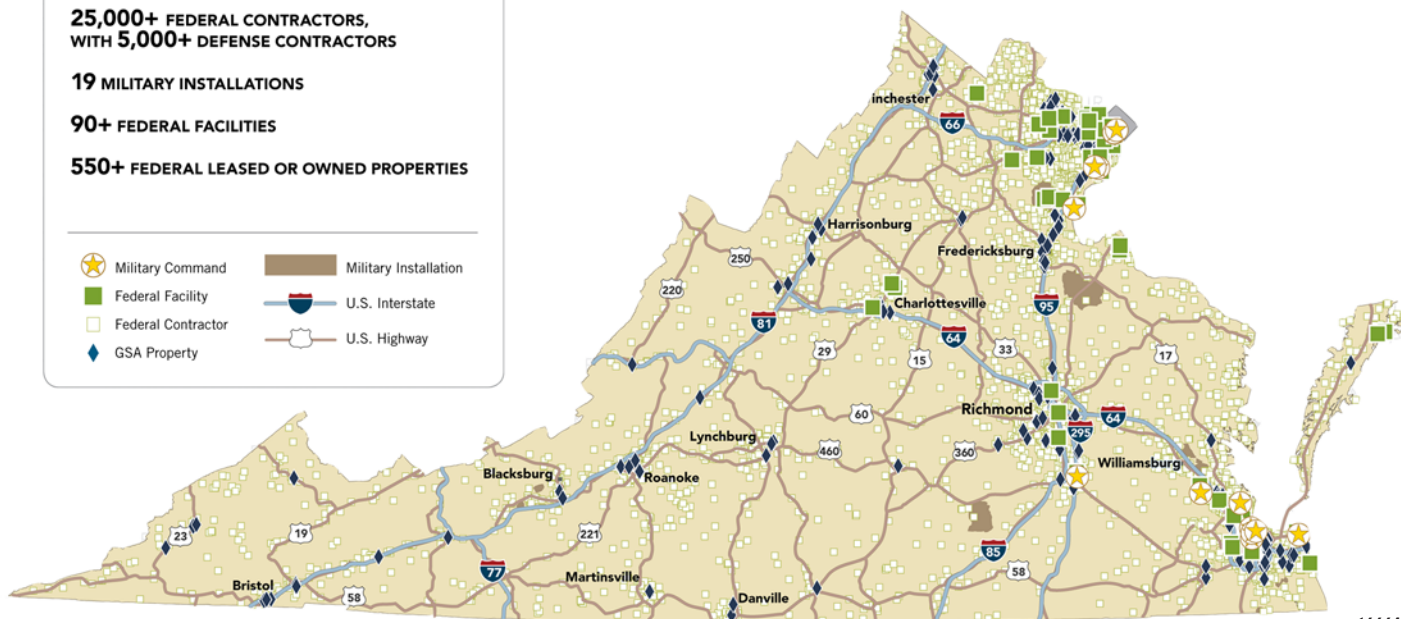 25,000+ FEDERAL CONTRACTORS,
WITH 5,000+ DEFENSE CONTRACTORS
19 MILITARY INSTALLATIONS
90+ FEDERAL FACILITIES
550+ FEDERAL LEASED OR OWNED PROPERTIES
Military Command
Federal Facility
Federal Contractor
GSA Property
Military Installation
U.S. Interstate
U.S. Highway
inchester
66
Harrisonburg
Fredericksburg
250
220
Charlottesville
95
81
64
29
15
33
17
60
Richmond
64
295
Lynchburg
460
360
Williamsburg
Blacksburg
Roanoke
23
19
221
85
77
58
Martinsville
Bristol
58
Danville